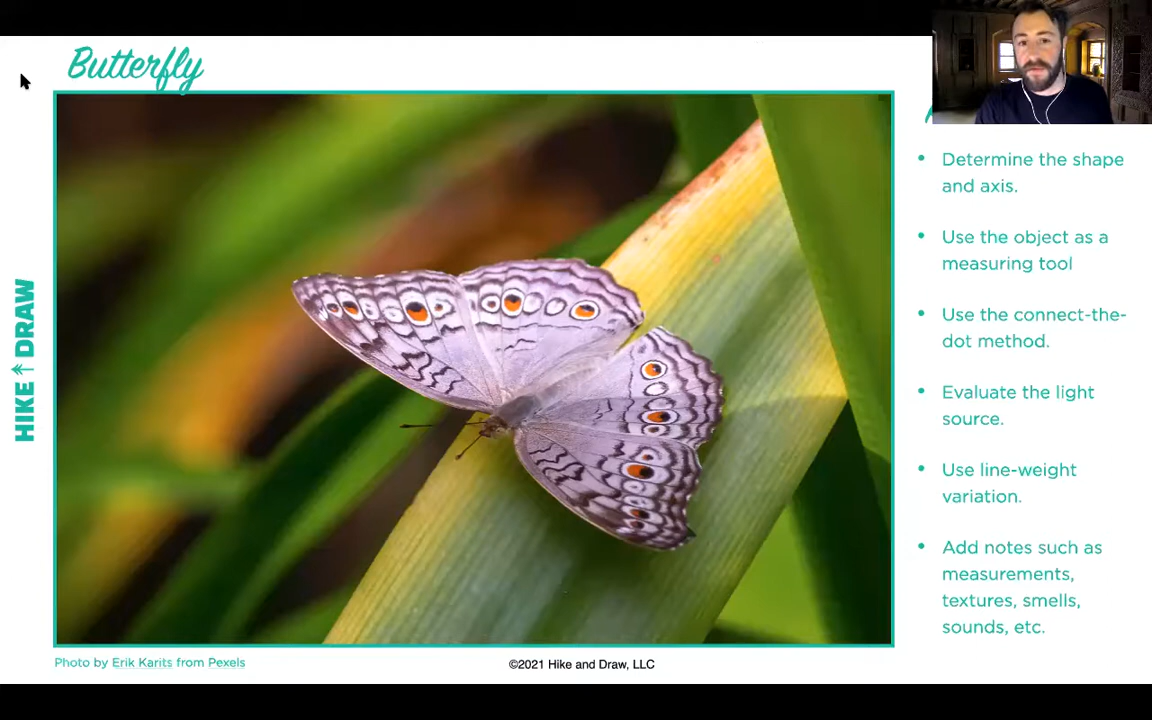 Butterfly
HIKE DRAW
Determine the shape
and axis.
Use the object as a
measuring tool
Use the connect-the-
dot method.
Evaluate the light
source.
Use line-weight
variation.
Add notes such as
measurements,
textures, smells,
sounds, etc.
Photo by Erik Karits from Pexels
©2021 Hike and Draw, LLC